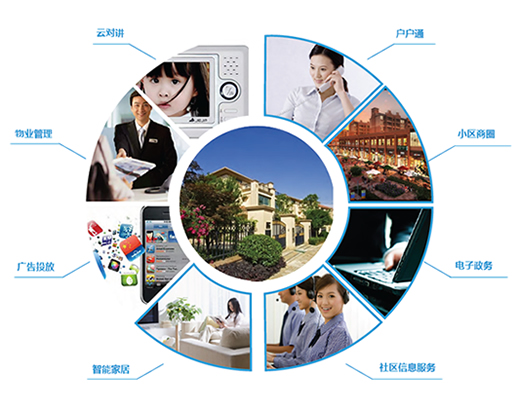 云对讲
户户通
物业管理
小区商圈
广告投放
电子政务
智能家居
社区信息服务